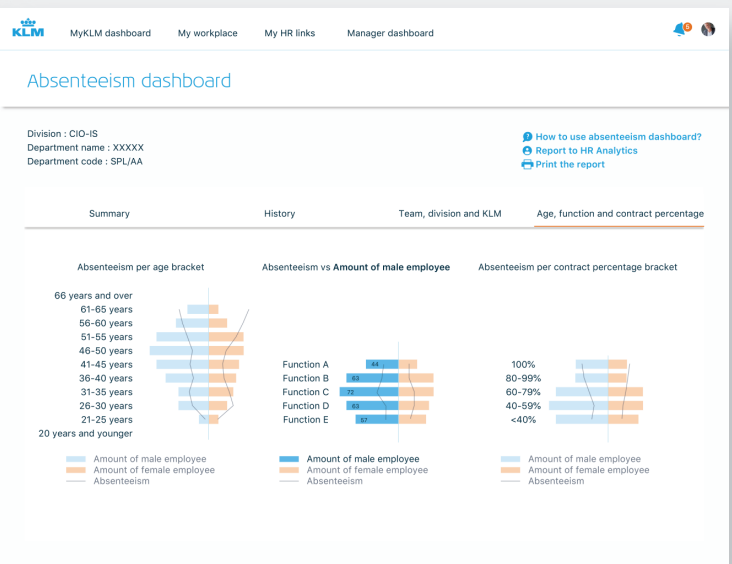 KLM
MyKLM dashboard
My workplace
My HR links
Manager dashboard
6
Absenteeism dashboard
Division : CIO-IS
Department name : XXXXX
Department code : SPL/AA
How to use absenteeism dashboard?
Report to HR Analytics
Print the report
Summary
History
Team, division and KLM
Age, function and contract percentage
Absenteeism per age bracket
66 years and over
61-65 years
56-60 years
51-55 years
46-50 years
41-45 years
36-40 years
31-35 years
26-30 years
21-25 years
20 years and younger
Amount of male employee
Amount of female employee
Absenteeism
Absenteeism vs Amount of male employee
Function A 44
Function B 63
Function C 72
Function D 63
Function E 57
Amount of male employee
Amount of female employee
Absenteeism
Absenteeism per contract percentage bracket
100%
80-99%
60-79%
40-59%
<40%
Amount of male employee
Amount of female employee
Absenteeism